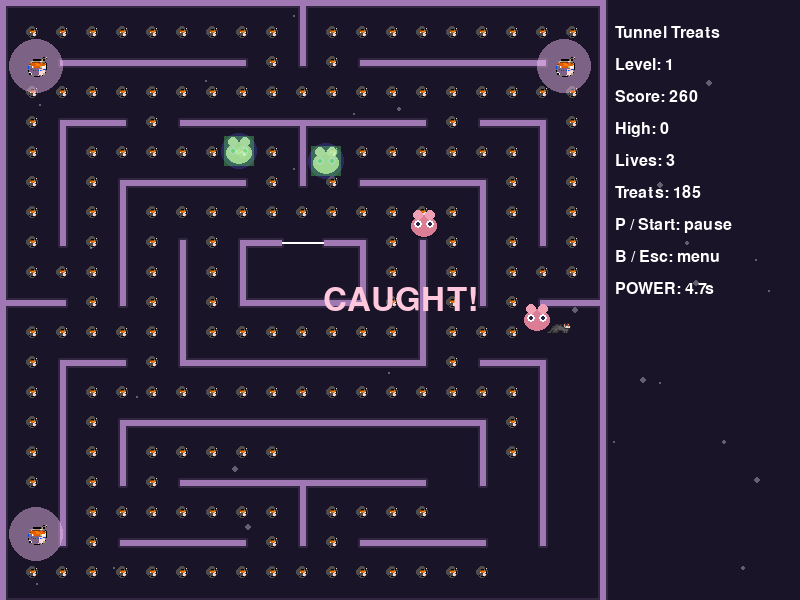 Tunnel Treats
Level: 1
Score: 260
High: 0
Lives: 3
Treats: 185
P / Start: pause
B / Esc: menu
POWER: 4.7s
CAUGHT!